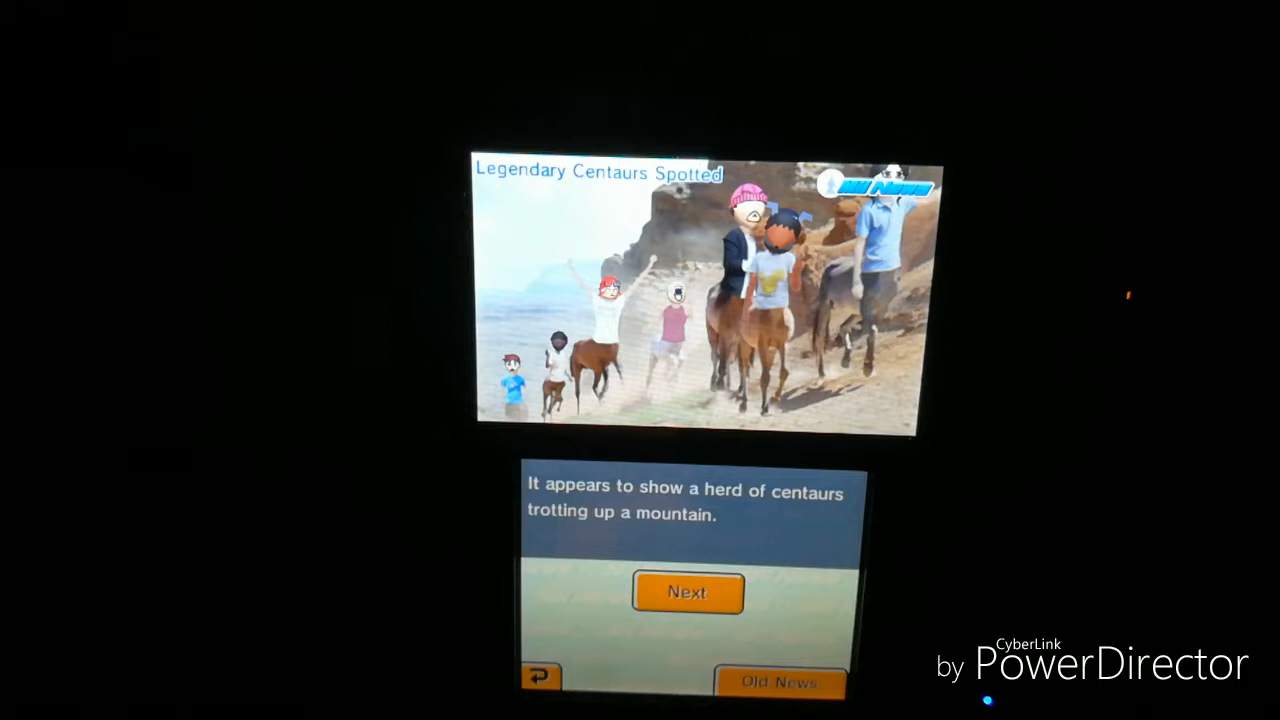 Legendary Centaurs Spotted
Mii News
It appears to show a herd of centaurs
trotting up a mountain.
Next
Old News
CyberLink
by PowerDirector